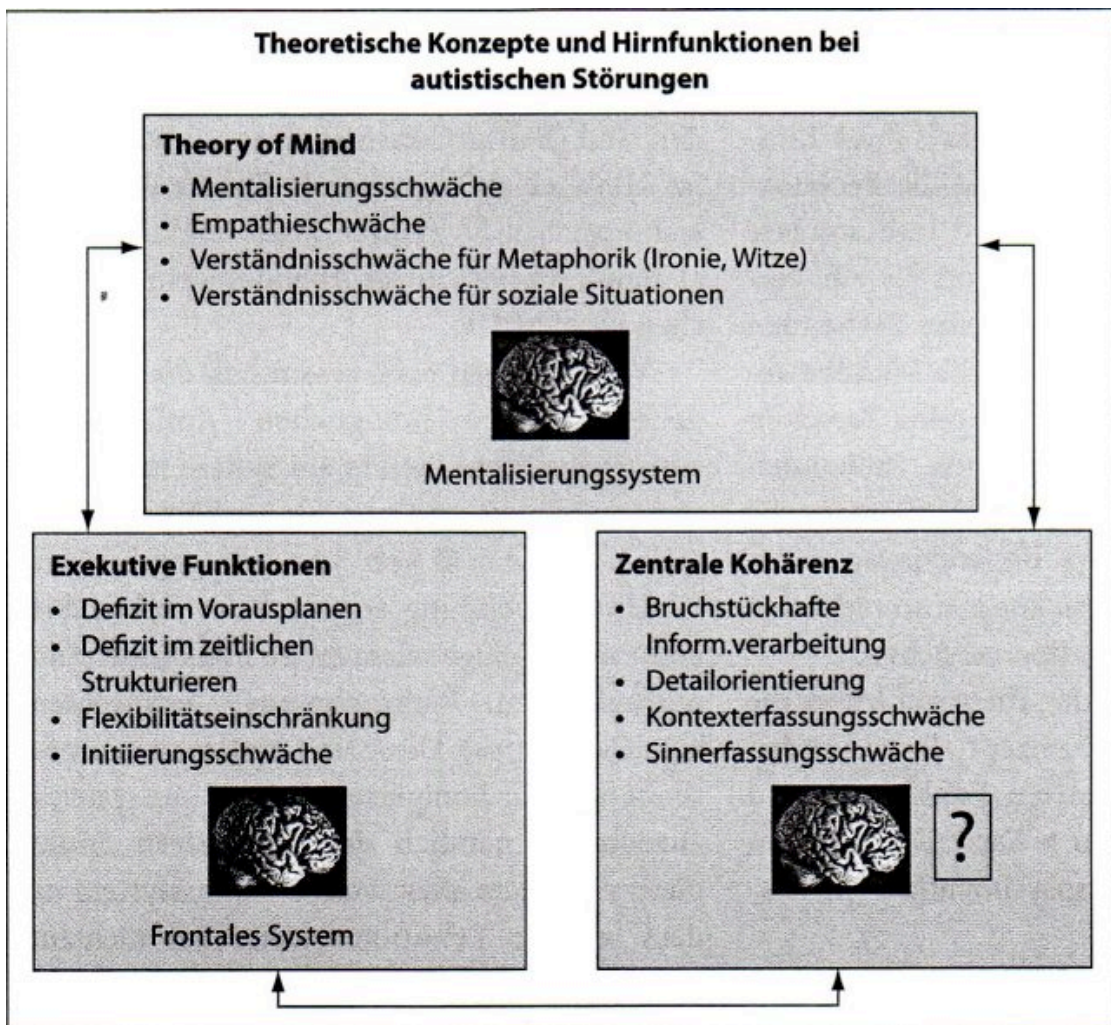 Theoretische Konzepte und Hirnfunktionen bei
autistischen Störungen
Theory of Mind
• Mentalisierungsschwäche
• Empathieschwäche
• Verständnisschwäche für Metaphorik (Ironie, Witze)
• Verständnisschwäche für soziale Situationen
Mentalisierungssystem
Exekutive Funktionen
• Defizit im Vorausplanen
• Defizit im zeitlichen
Strukturieren
• Flexibilitätseinschränkung
• Initiierungsschwäche
Frontales System
Zentrale Kohärenz
• Bruchstückhafte
Inform.verarbeitung
• Detailorientierung
• Kontexterfassungsschwäche
• Sinnerfassungsschwäche
?